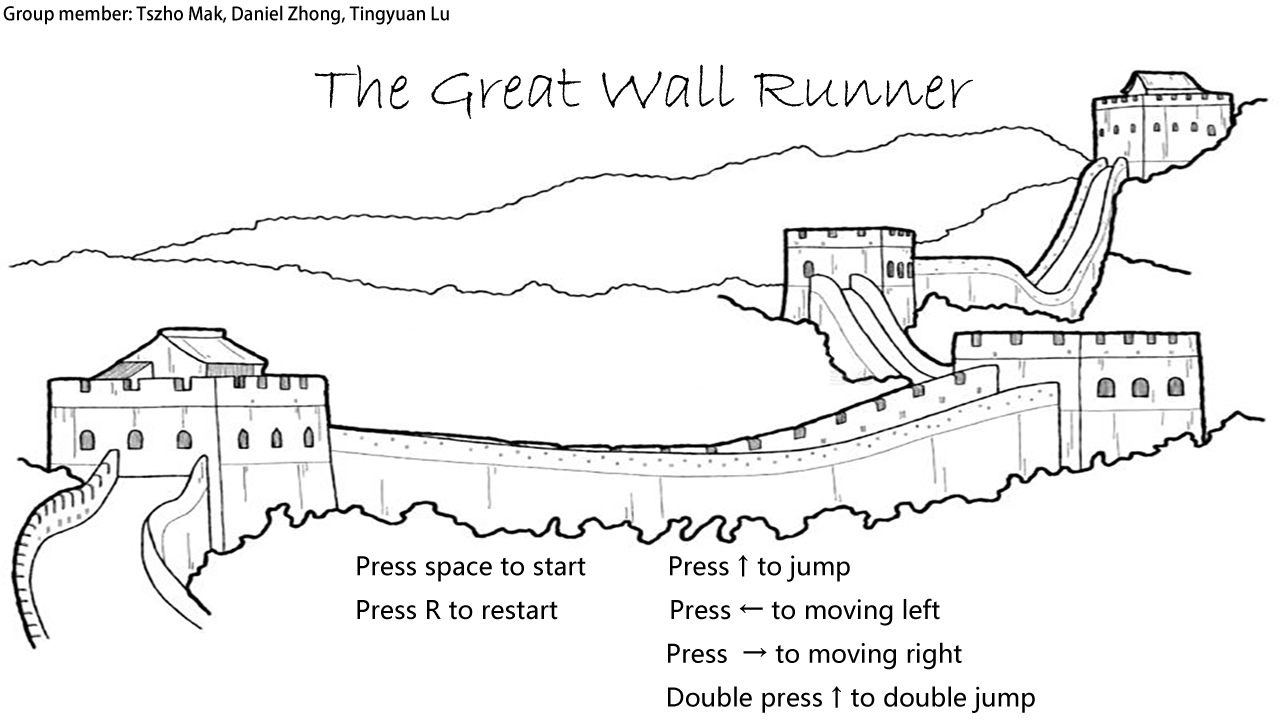 Group member: Tszho Mak, Daniel Zhong, Tingyuan Lu
The Great Wall Runner
Press space to start
Press R to restart
Press ↑ to jump
Press ← to moving left
Press → to moving right
Double press ↑ to double jump